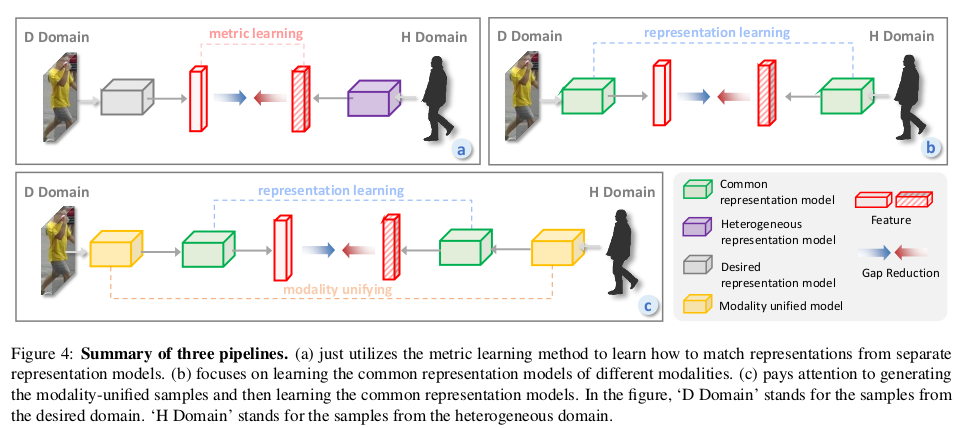 D Domain
metric learning
H Domain
a
D Domain
representation learning
H Domain
b
D Domain
representation learning
H Domain
modality unifying
c
Common
representation model
Heterogeneous
representation model
Desired
representation model
Modality unified model
Feature
Gap Reduction
Figure 4: Summary of three pipelines. (a) just utilizes the metric learning method to learn how to match representations from separate
representation models. (b) focuses on learning the common representation models of different modalities. (c) pays attention to generating
the modality-unified samples and then learning the common representation models. In the figure, ‘D Domain’ stands for the samples from
the desired domain. ‘H Domain’ stands for the samples from the heterogeneous domain.